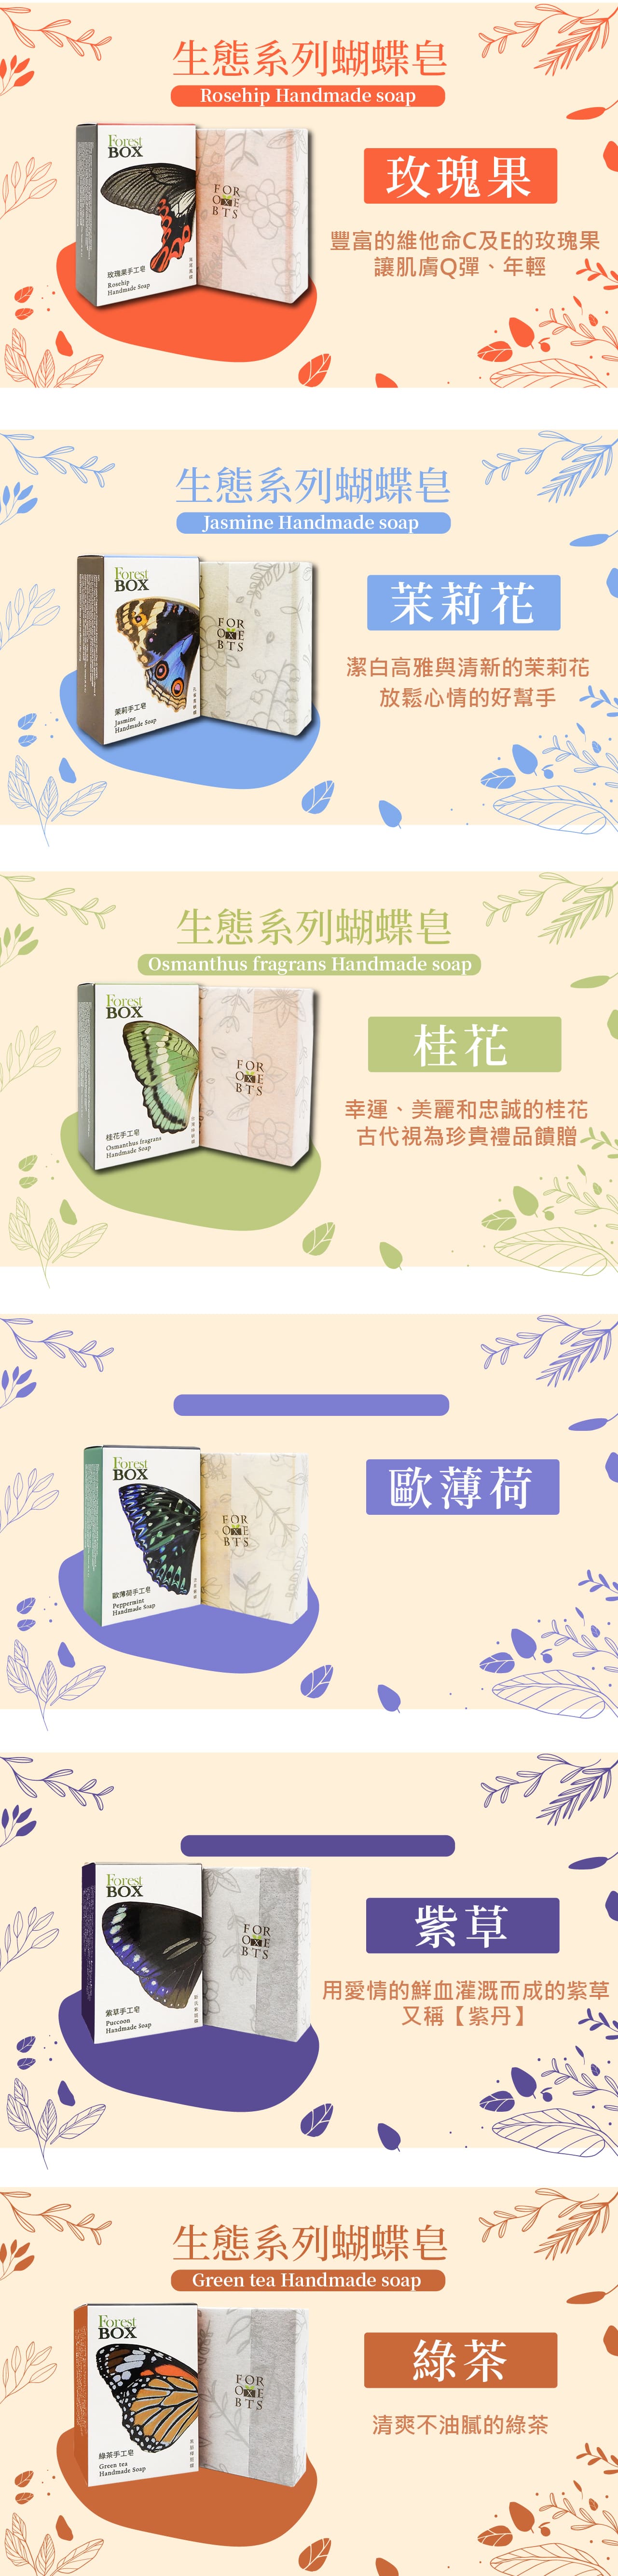 生態系列蝴蝶皂
Rosehip Handmade soap
Forest
BOX
玫瑰果手工皂
Rosehip
Handmade Soap
FOR
OXE
BTS
玫瑰果
豐富的維他命C及E的玫瑰果
讓肌膚Q彈、年輕
生態系列蝴蝶皂
Jasmine Handmade soap
Forest
BOX
茉莉手工皂
Jasmine
Handmade Soap
FOR
OXE
BTS
茉莉花
潔白高雅與清新的茉莉花
放鬆心情的好幫手
生態系列蝴蝶皂
Osmanthus fragrans Handmade soap
Forest
BOX
桂花手工皂
Osmanthus fragrans
Handmade Soap
FOR
OXE
BTS
桂花
幸運、美麗和忠誠的桂花
古代視為珍貴禮品饋贈
Forest
BOX
歐薄荷手工皂
Peppermint
Handmade Soap
FOR
OXE
BTS
歐薄荷
Forest
BOX
紫草手工皂
Puccoon
Handmade Soap
FOR
OXE
BTS
紫草
用愛情的鮮血灌溉而成的紫草
又稱【紫丹】
生態系列蝴蝶皂
Green tea Handmade soap
Forest
BOX
綠茶手工皂
Green tea
Handmade Soap
FOR
OXE
BTS
綠茶
清爽不油膩的綠茶